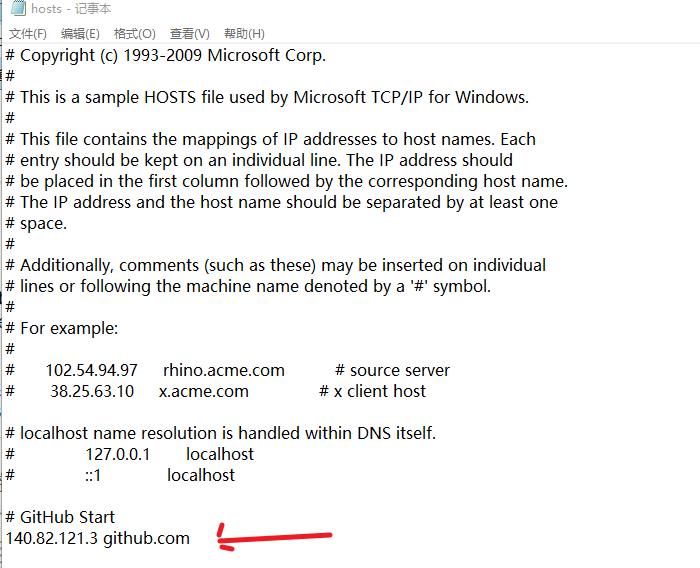 hosts - 记事本
文件(F) 编辑(E) 格式(O) 查看(V) 帮助(H)
# Copyright (c) 1993-2009 Microsoft Corp.
#
# This is a sample HOSTS file used by Microsoft TCP/IP for Windows.
#
# This file contains the mappings of IP addresses to host names. Each
# entry should be kept on an individual line. The IP address should
# be placed in the first column followed by the corresponding host name.
# The IP address and the host name should be separated by at least one
# space.
#
# Additionally, comments (such as these) may be inserted on individual
# lines or following the machine name denoted by a '#' symbol.
#
# For example:
#
# 102.54.94.97 rhino.acme.com # source server
# 38.25.63.10 x.acme.com # x client host
# localhost name resolution is handled within DNS itself.
# 127.0.0.1 localhost
# ::1 localhost
# GitHub Start
140.82.121.3 github.com